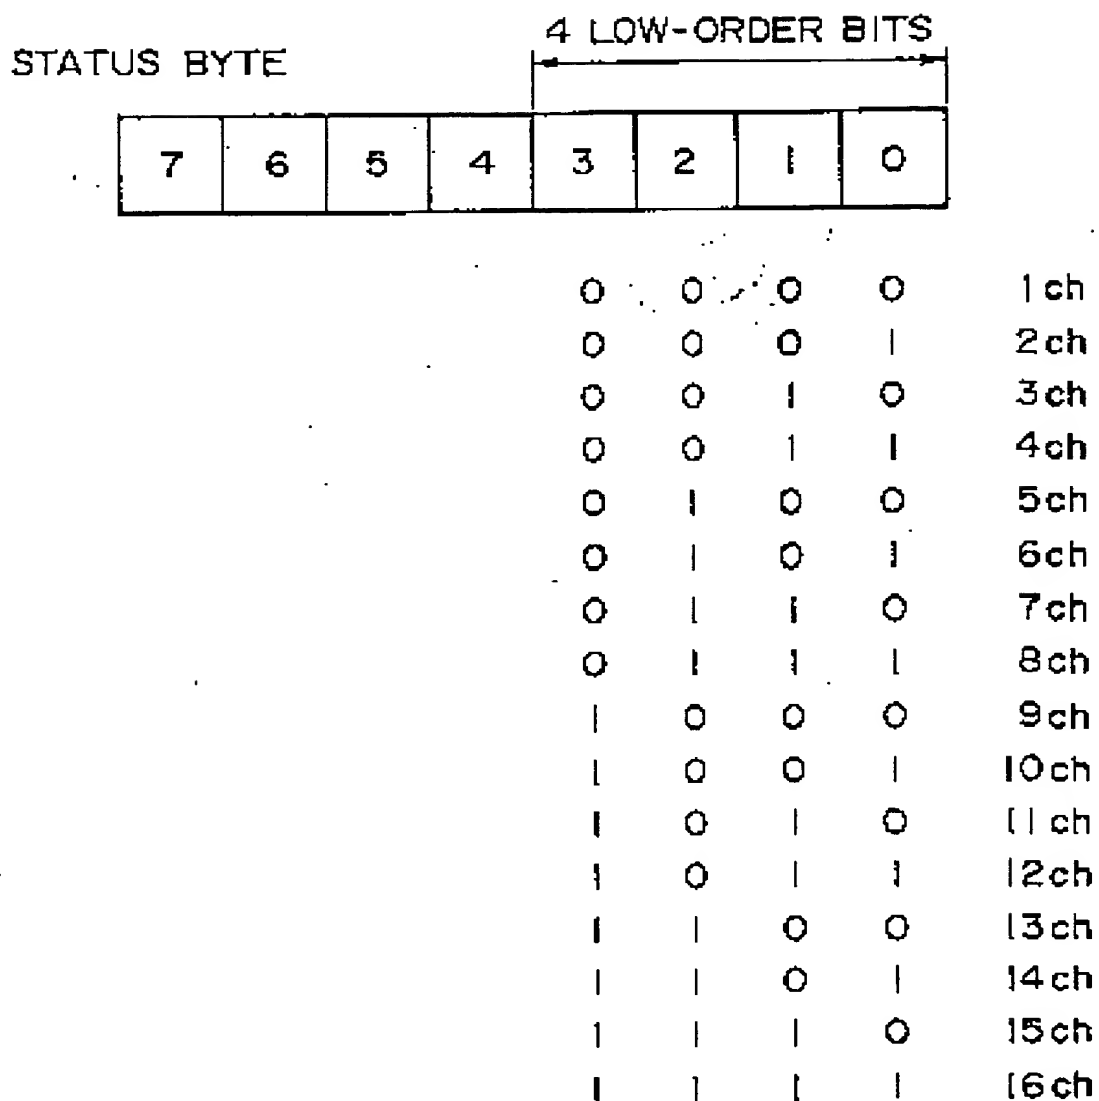 4 LOW-ORDER BITS
STATUS BYTE
7 6 5 4 3 2 1 0
0 0 0 0 1ch
0 0 0 1 2ch
0 0 1 0 3ch
0 0 1 1 4ch
0 1 0 0 5ch
0 1 0 1 6ch
0 1 1 0 7ch
0 1 1 1 8ch
1 0 0 0 9ch
1 0 0 1 10ch
1 0 1 0 11ch
1 0 1 1 12ch
1 1 0 0 13ch
1 1 0 1 14ch
1 1 1 0 15ch
1 1 1 1 16ch